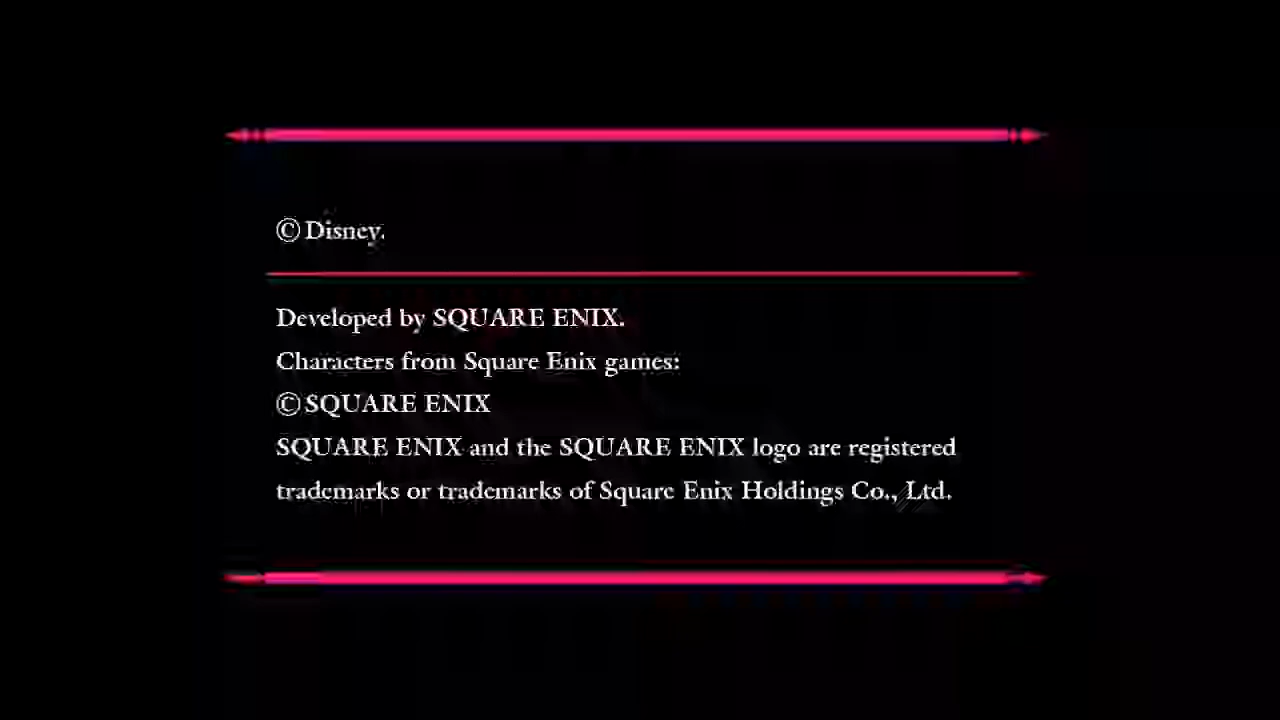 © Disney.
Developed by SQUARE ENIX.
Characters from Square Enix games:
© SQUARE ENIX
SQUARE ENIX and the SQUARE ENIX logo are registered
trademarks or trademarks of Square Enix Holdings Co., Ltd.